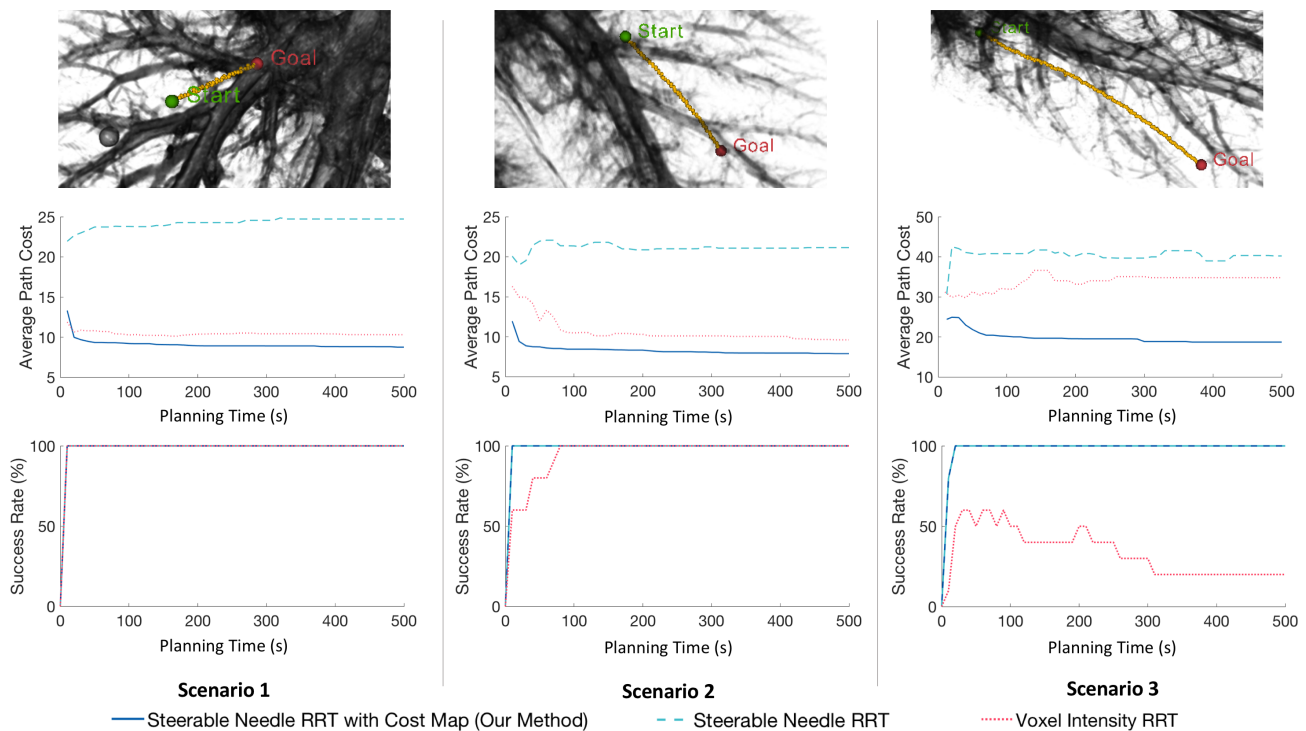 Goal
Start
Start
Goal
Start
Goal
25
20
15
10
5
Average Path Cost
0 100 200 300 400 500
Planning Time (s)
25
20
15
10
5
Average Path Cost
0 100 200 300 400 500
Planning Time (s)
50
40
30
20
10
Average Path Cost
0 100 200 300 400 500
Planning Time (s)
100
50
0
Success Rate (%)
0 100 200 300 400 500
Planning Time (s)
100
50
0
Success Rate (%)
0 100 200 300 400 500
Planning Time (s)
100
50
0
Success Rate (%)
0 100 200 300 400 500
Planning Time (s)
Scenario 1
Scenario 2
Scenario 3
Steerable Needle RRT with Cost Map (Our Method)
Steerable Needle RRT
Voxel Intensity RRT